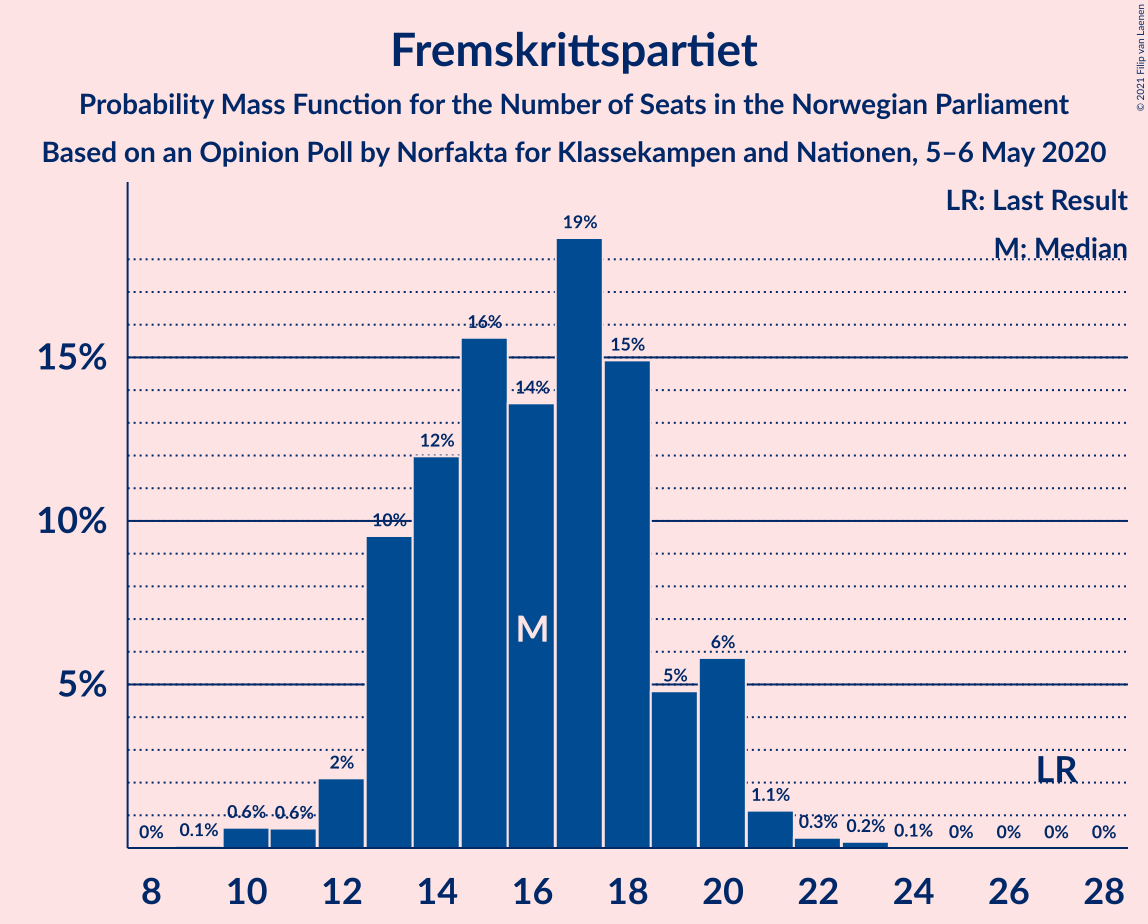 Fremskrittspartiet
Probability Mass Function for the Number of Seats in the Norwegian Parliament
Based on an Opinion Poll by Norfakta for Klassekampen and Nationen, 5–6 May 2020
© 2021 Filip van Laenen
LR: Last Result
M: Median
15%
10%
5%
0%
0.1%
0.6%
0.6%
2%
10%
12%
16%
14%
19%
15%
5%
6%
1.1%
0.3%
0.2%
0.1%
0%
0%
0%
0%
M
LR
8 10 12 14 16 18 20 22 24 26 28